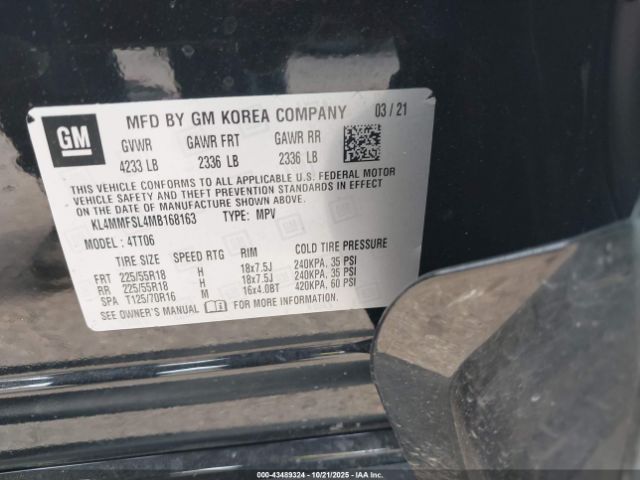 GM
MFD BY GM KOREA COMPANY 03/21
GVWR GAWR FRT GAWR RR
4233 LB 2336 LB 2336 LB
THIS VEHICLE CONFORMS TO ALL APPLICABLE U.S. FEDERAL MOTOR
VEHICLE SAFETY AND THEFT PREVENTION STANDARDS IN EFFECT
ON THE DATE OF MANUFACTURE SHOWN ABOVE.
KL4MMFSL4MB168163 TYPE: MPV
MODEL: 4TT06
TIRE SIZE SPEED RTG RIM COLD TIRE PRESSURE
FRT 225/55R18 H 18x7.5J 240KPA, 35 PSI
RR 225/55R18 H 18x7.5J 240KPA, 35 PSI
SPA T125/70R16 M 16x4.0BT 420KPA, 60 PSI
SEE OWNER'S MANUAL FOR MORE INFORMATION.
000-43489324 - 10/21/2025 - IAAI.COM